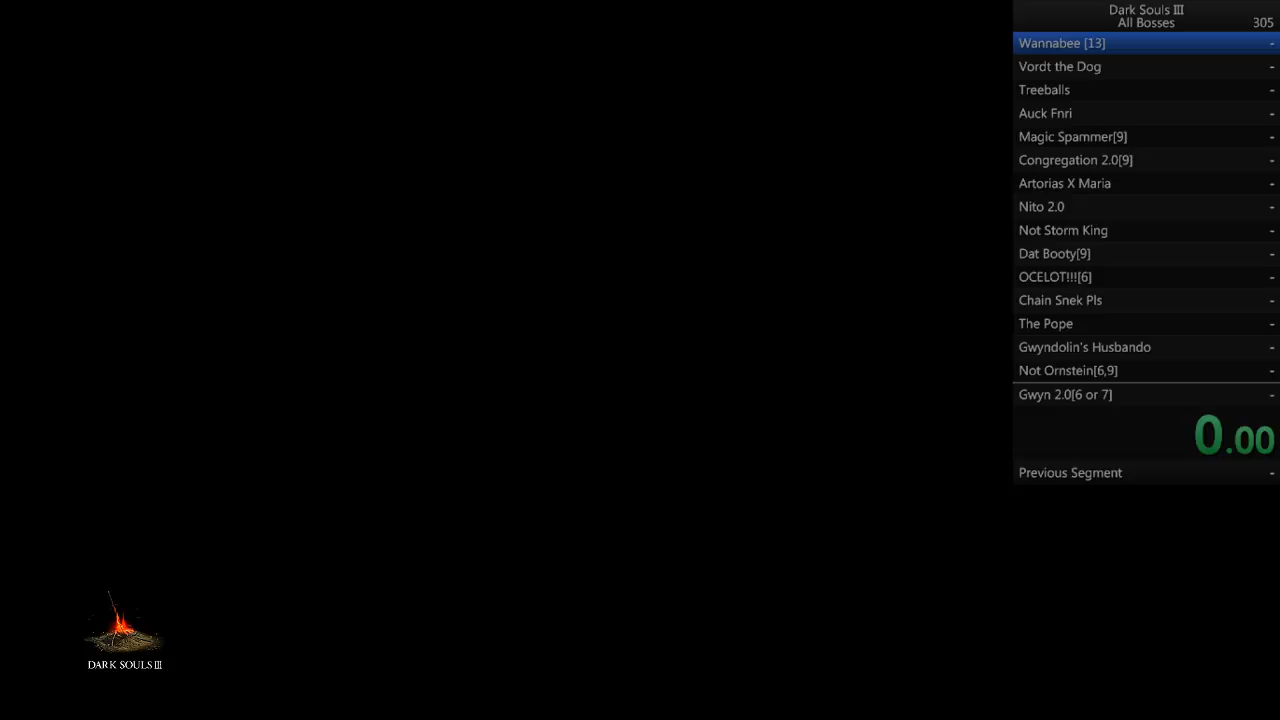 Dark Souls III
All Bosses 305
Wannabee [13] -
Vordt the Dog -
Treeballs -
Auck Fnri -
Magic Spammer[9] -
Congregation 2.0[9] -
Artorias X Maria -
Nito 2.0 -
Not Storm King -
Dat Booty[9] -
OCELOT!!![6] -
Chain Snek Pls -
The Pope -
Gwyndolin's Husbando -
Not Ornstein[6,9] -
Gwyn 2.0[6 or 7] -
0.00
Previous Segment -
DARK SOULS III